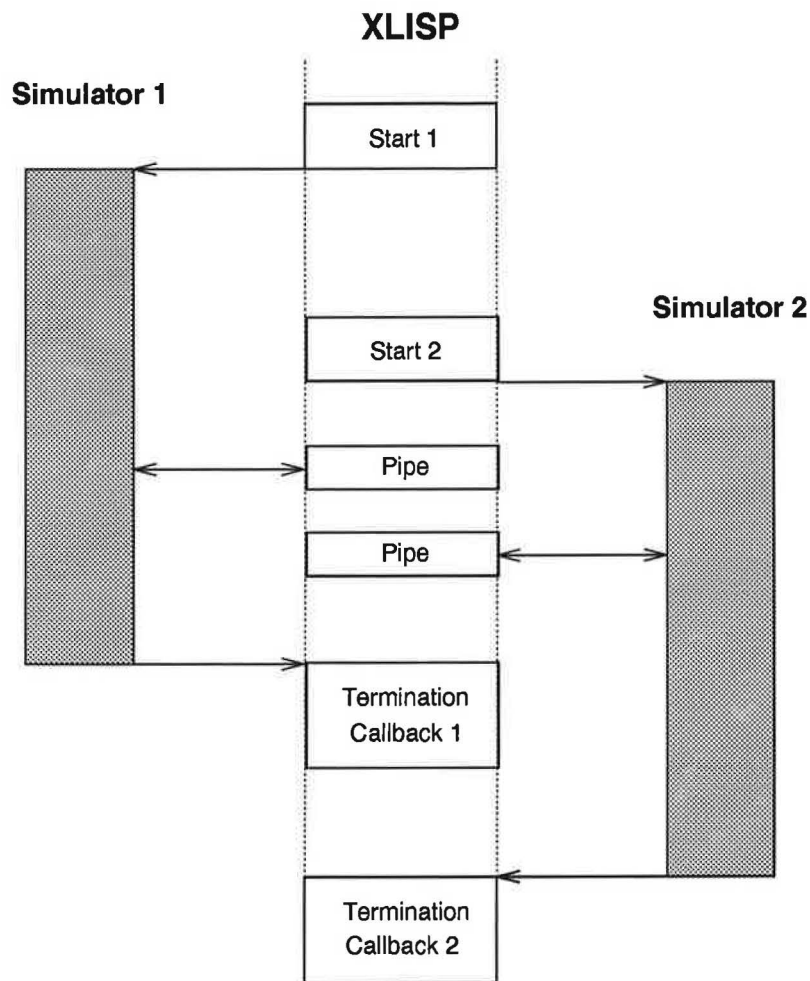 XLISP
Simulator 1
Start 1
Simulator 2
Start 2
Pipe
Pipe
Termination
Callback 1
Termination
Callback 2